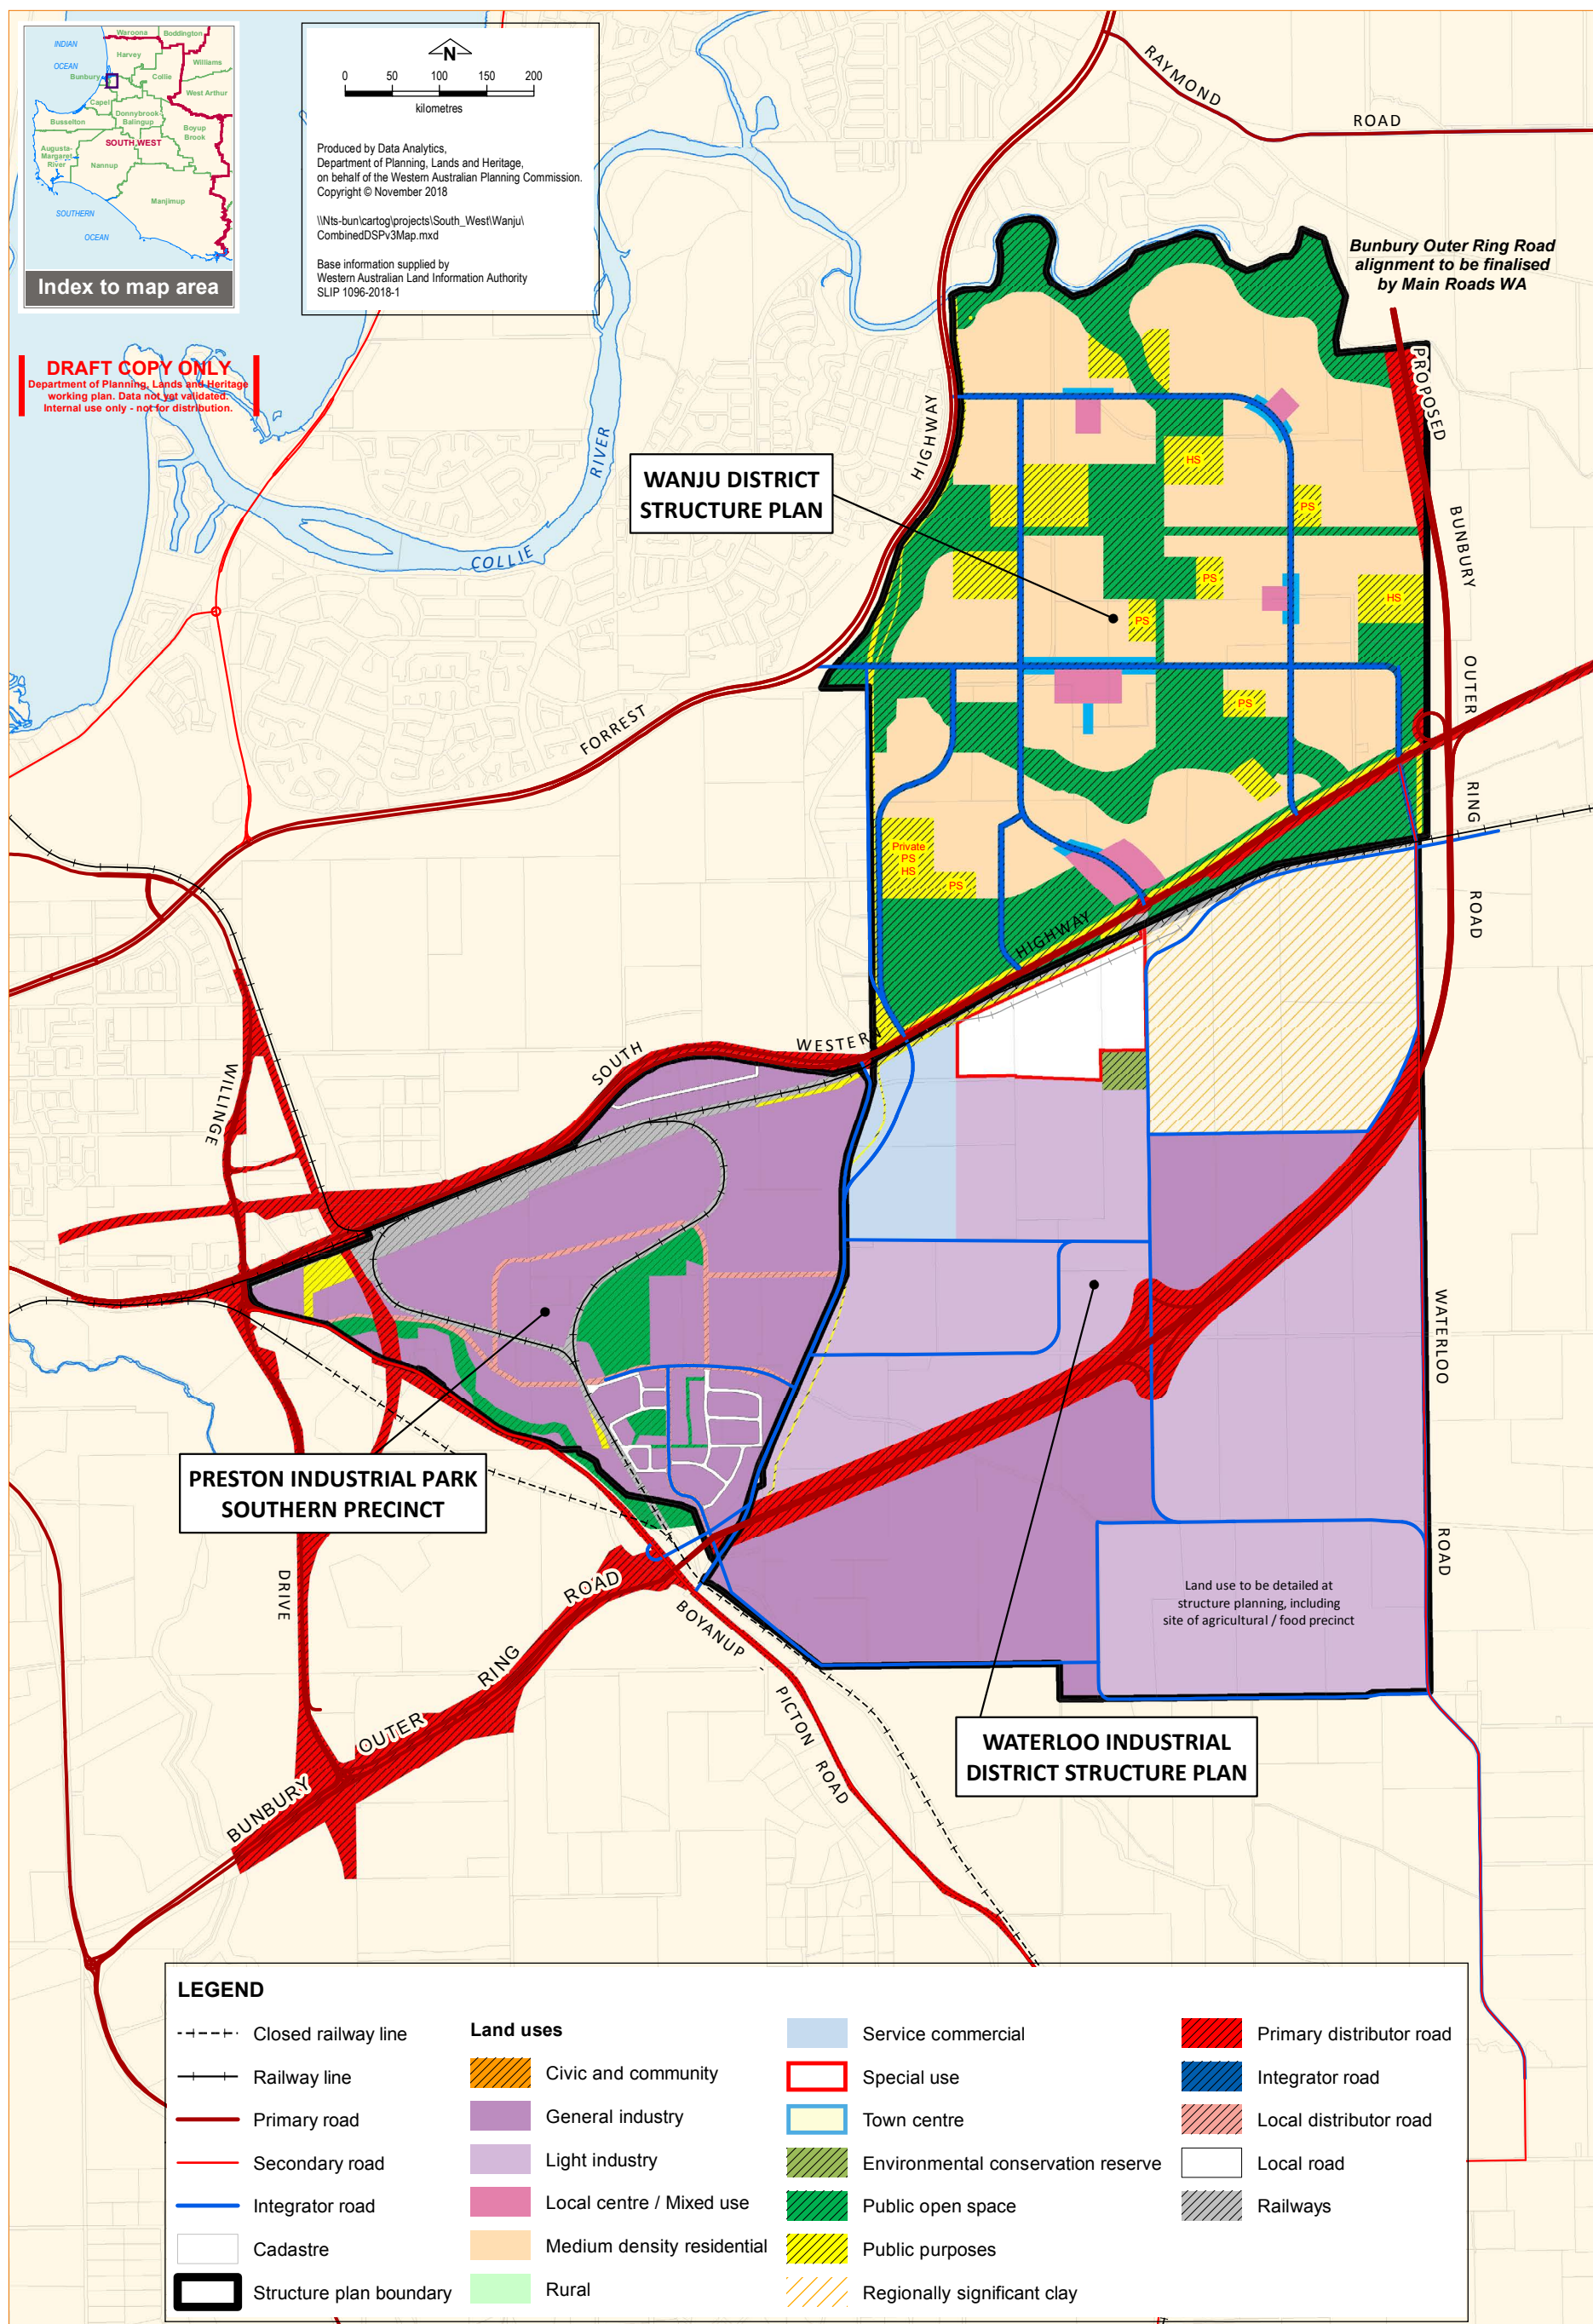 INDIAN
OCEAN
Waroona
Boddington
Harvey
Williams
Bunbury
Collie
West Arthur
Capel
Donnybrook-
Balingup
Busselton
Boyup
Brook
SOUTH WEST
Augusta-
Margaret
River
Nannup
Manjimup
SOUTHERN
OCEAN
Index to map area
N
0 50 100 150 200
kilometres
Produced by Data Analytics,
Department of Planning, Lands and Heritage,
on behalf of the Western Australian Planning Commission.
Copyright © November 2018
\\Nts-bun\cartog\projects\South_West\Wanju\
CombinedDSPv3Map.mxd
Base information supplied by
Western Australian Land Information Authority
SLIP 1096-2018-1
DRAFT COPY ONLY
Department of Planning, Lands and Heritage
working plan. Data not yet validated.
Internal use only - not for distribution.
RAYMOND
ROAD
Bunbury Outer Ring Road
alignment to be finalised
by Main Roads WA
PROPOSED
BUNBURY
OUTER
RING
ROAD
HIGHWAY
FORREST
COLLIE
RIVER
WANJU DISTRICT
STRUCTURE PLAN
HS
PS
PS
HS
PS
PS
Private
PS
HS
PS
HIGHWAY
WESTERN
SOUTH
WILLINGE
DRIVE
WATERLOO
ROAD
PRESTON INDUSTRIAL PARK
SOUTHERN PRECINCT
Land use to be detailed at
structure planning, including
site of agricultural / food precinct
ROAD
RING
OUTER
BUNBURY
BOYANUP -
PICTON
ROAD
WATERLOO INDUSTRIAL
DISTRICT STRUCTURE PLAN
LEGEND
Closed railway line
Railway line
Primary road
Secondary road
Integrator road
Cadastre
Structure plan boundary
Land uses
Civic and community
General industry
Light industry
Local centre / Mixed use
Medium density residential
Rural
Service commercial
Special use
Town centre
Environmental conservation reserve
Public open space
Public purposes
Regionally significant clay
Primary distributor road
Integrator road
Local distributor road
Local road
Railways